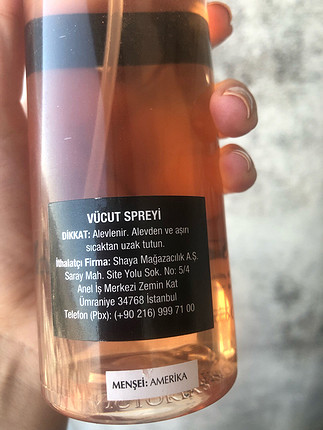 VÜCUT SPREYİ
DİKKAT: Alevlenir. Alevden ve aşırı
sıcaktan uzak tutun.
İthalatçı Firma: Shaya Mağazacılık A.Ş.
Saray Mah. Site Yolu Sok. No: 5/4
Anel İş Merkezi Zemin Kat
Ümraniye 34768 İstanbul
Telefon (Pbx): (+90 216) 999 71 00
MENŞEİ: AMERİKA